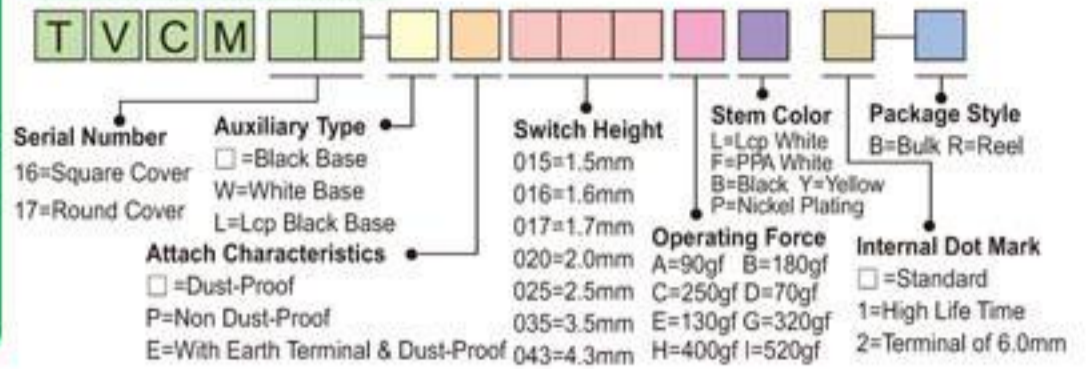 TVCM
Serial Number
16=Square Cover
17=Round Cover
Auxiliary Type
□=Black Base
W=White Base
L=Lcp Black Base
Attach Characteristics
□=Dust-Proof
P=Non Dust-Proof
E=With Earth Terminal & Dust-Proof
Switch Height
015=1.5mm
016=1.6mm
017=1.7mm
020=2.0mm
025=2.5mm
035=3.5mm
043=4.3mm
Operating Force
A=90gf B=180gf
C=250gf D=70gf
E=130gf G=320gf
H=400gf I=520gf
Stem Color
L=Lcp White
F=PPA White
B=Black Y=Yellow
P=Nickel Plating
Internal Dot Mark
□=Standard
1=High Life Time
2=Terminal of 6.0mm
Package Style
B=Bulk R=Reel